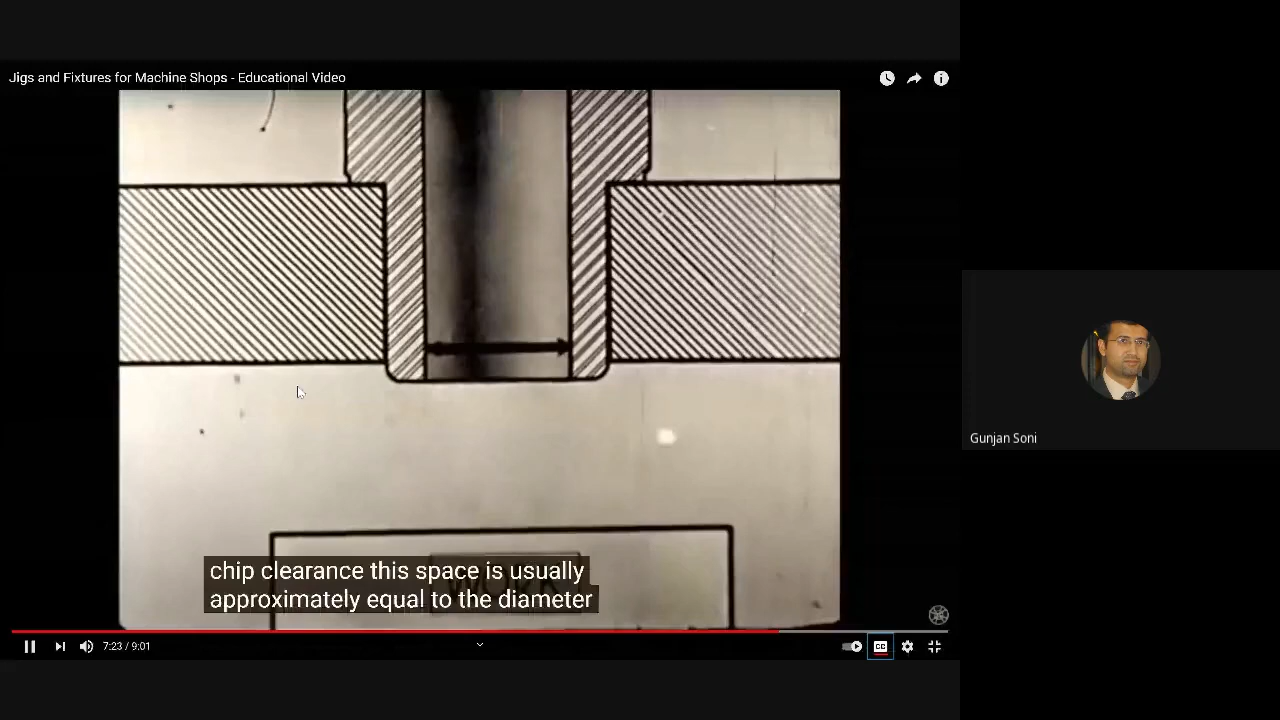 Jigs and Fixtures for Machine Shops - Educational Video
chip clearance this space is usually
approximately equal to the diameter
7:23 / 9:01
CC
Gunjan Soni